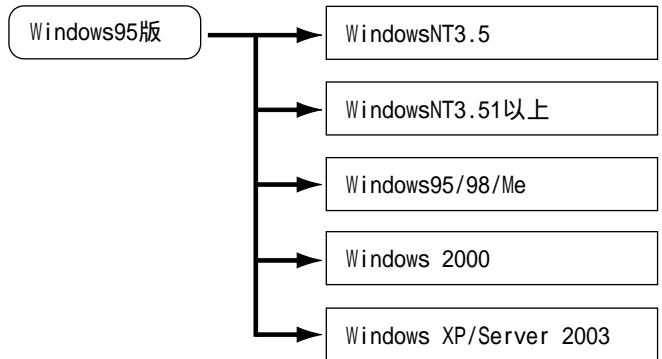 Windows95版
WindowsNT3.5
WindowsNT3.51以上
Windows95/98/Me
Windows 2000
Windows XP/Server 2003